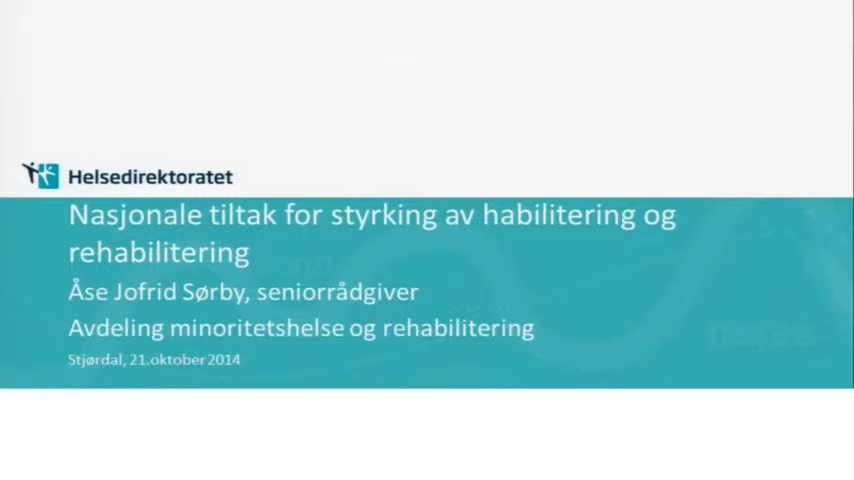 Helsedirektoratet
Nasjonale tiltak for styrking av habilitering og
rehabilitering
Åse Jofrid Sørby, seniorrådgiver
Avdeling minoritetshelse og rehabilitering
Stjørdal, 21.oktober 2014